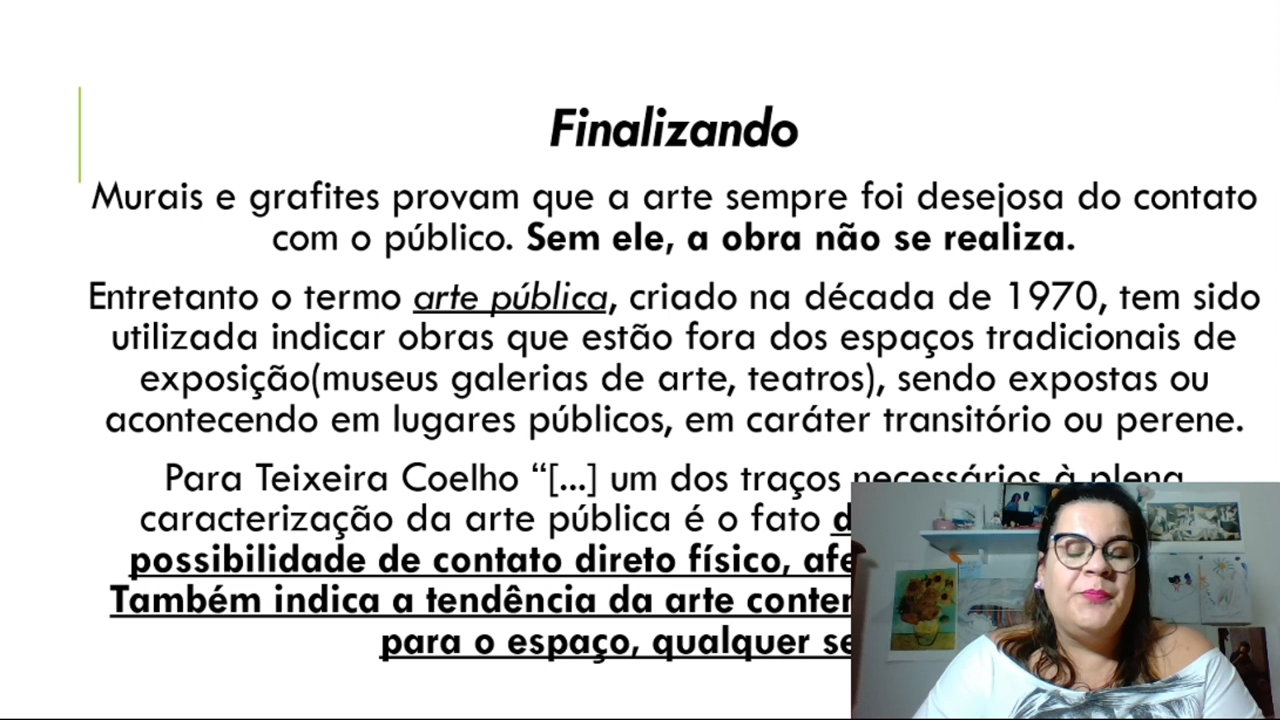 Finalizando
Murais e grafites provam que a arte sempre foi desejosa do contato
com o público. Sem ele, a obra não se realiza.
Entretanto o termo arte pública, criado na década de 1970, tem sido
utilizada indicar obras que estão fora dos espaços tradicionais de
exposição(museus galerias de arte, teatros), sendo expostas ou
acontecendo em lugares públicos, em caráter transitório ou perene.
Para Teixeira Coelho “[...] um dos traços necessários à plena
caracterização da arte pública é o fato
possibilidade de contato direto físico,
Também indica a tendência da arte
para o espaço, qualquer